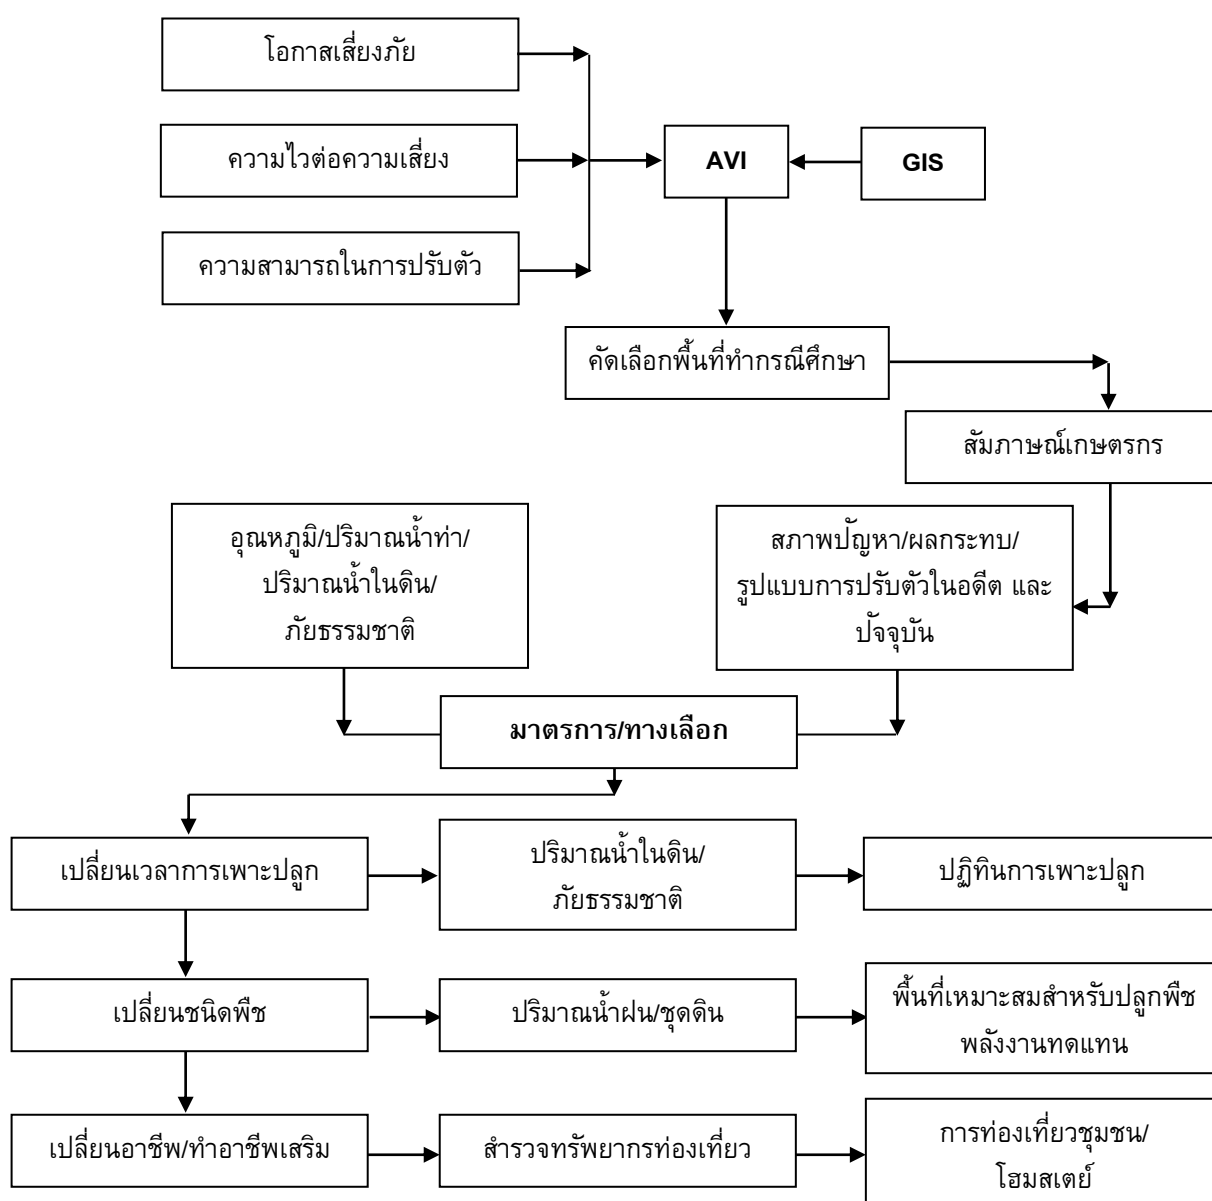 โอกาสเสี่ยงภัย
ความไวต่อความเสี่ยง
AVI
GIS
ความสามารถในการปรับตัว
คัดเลือกพื้นที่ทำกรณีศึกษา
สัมภาษณ์เกษตรกร
อุณหภูมิ/ปริมาณน้ำท่า/
ปริมาณน้ำในดิน/
ภัยธรรมชาติ
สภาพปัญหา/ผลกระทบ/
รูปแบบการปรับตัวในอดีต และ
ปัจจุบัน
มาตรการ/ทางเลือก
เปลี่ยนเวลาการเพาะปลูก
ปริมาณน้ำในดิน/
ภัยธรรมชาติ
ปฏิทินการเพาะปลูก
เปลี่ยนชนิดพืช
ปริมาณน้ำฝน/ชุดดิน
พื้นที่เหมาะสมสำหรับปลูกพืช
พลังงานทดแทน
เปลี่ยนอาชีพ/ทำอาชีพเสริม
สำรวจทรัพยากรท่องเที่ยว
การท่องเที่ยวชุมชน/
โฮมสเตย์